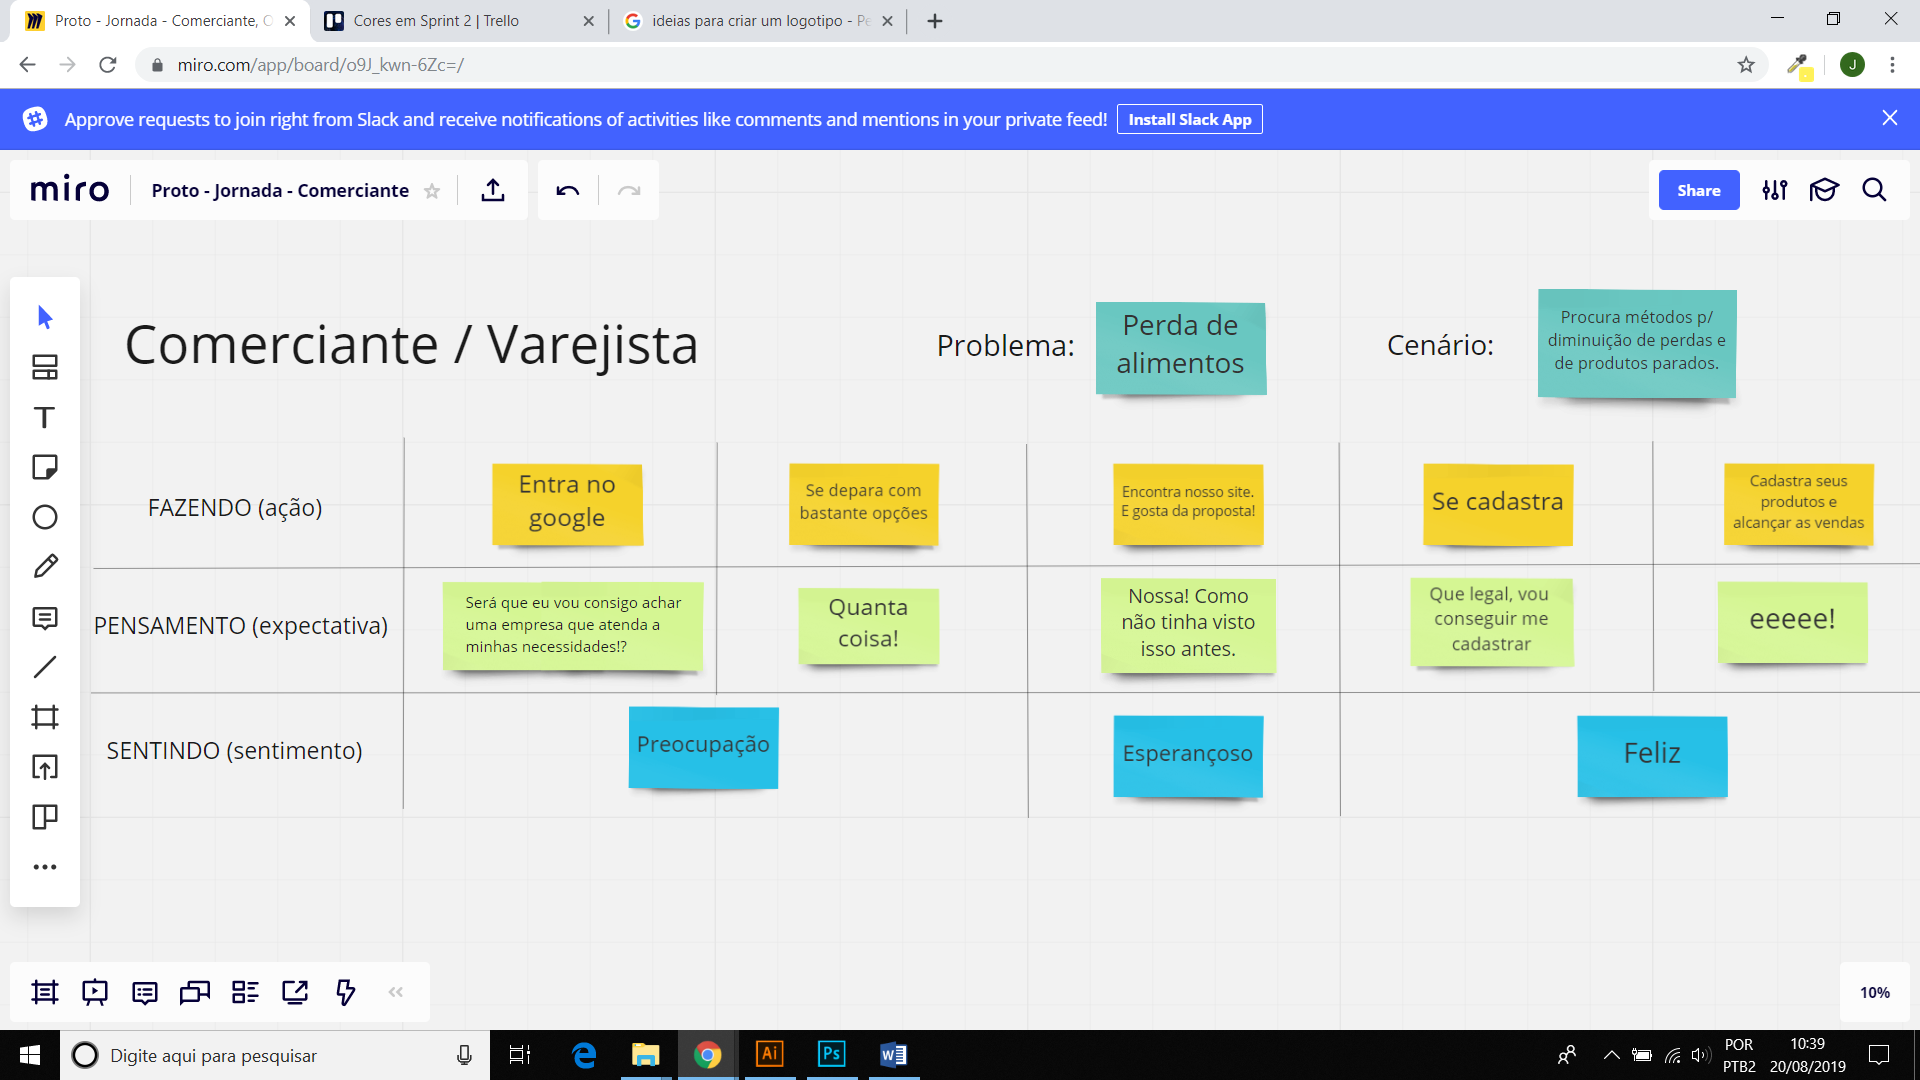 Proto - Jornada - Comerciante, C
Cores em Sprint 2 | Trello
ideias para criar um logotipo - Pe
miro.com/app/board/o9J_kwn-6Zc=/
J
Approve requests to join right from Slack and receive notifications of activities like comments and mentions in your private feed!
Install Slack App
miro
Proto - Jornada - Comerciante
Share
Comerciante / Varejista
Problema:
Perda de
alimentos
Cenário:
Procura métodos p/
diminuição de perdas e
de produtos parados.
FAZENDO (ação)
Entra no
google
Se depara com
bastante opções
Encontra nosso site.
E gosta da proposta!
Se cadastra
Cadastra seus
produtos e
alcançar as vendas
PENSAMENTO (expectativa)
Será que eu vou consigo achar
uma empresa que atenda a
minhas necessidades!?
Quanta
coisa!
Nossa! Como
não tinha visto
isso antes.
Que legal, vou
conseguir me
cadastrar
eeeee!
SENTINDO (sentimento)
Preocupação
Esperançoso
Feliz
10%
Digite aqui para pesquisar
Ai
Ps
W
POR
PTB2
10:39
20/08/2019